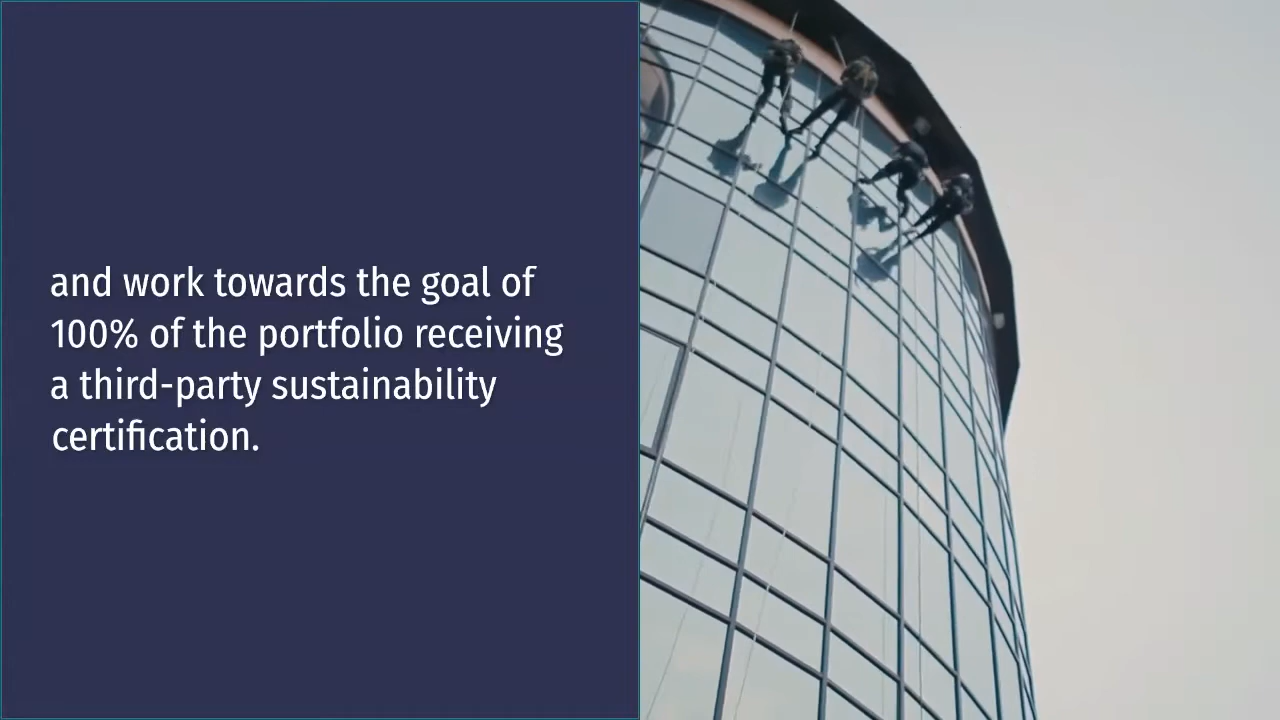 and work towards the goal of
100% of the portfolio receiving
a third-party sustainability
certification.